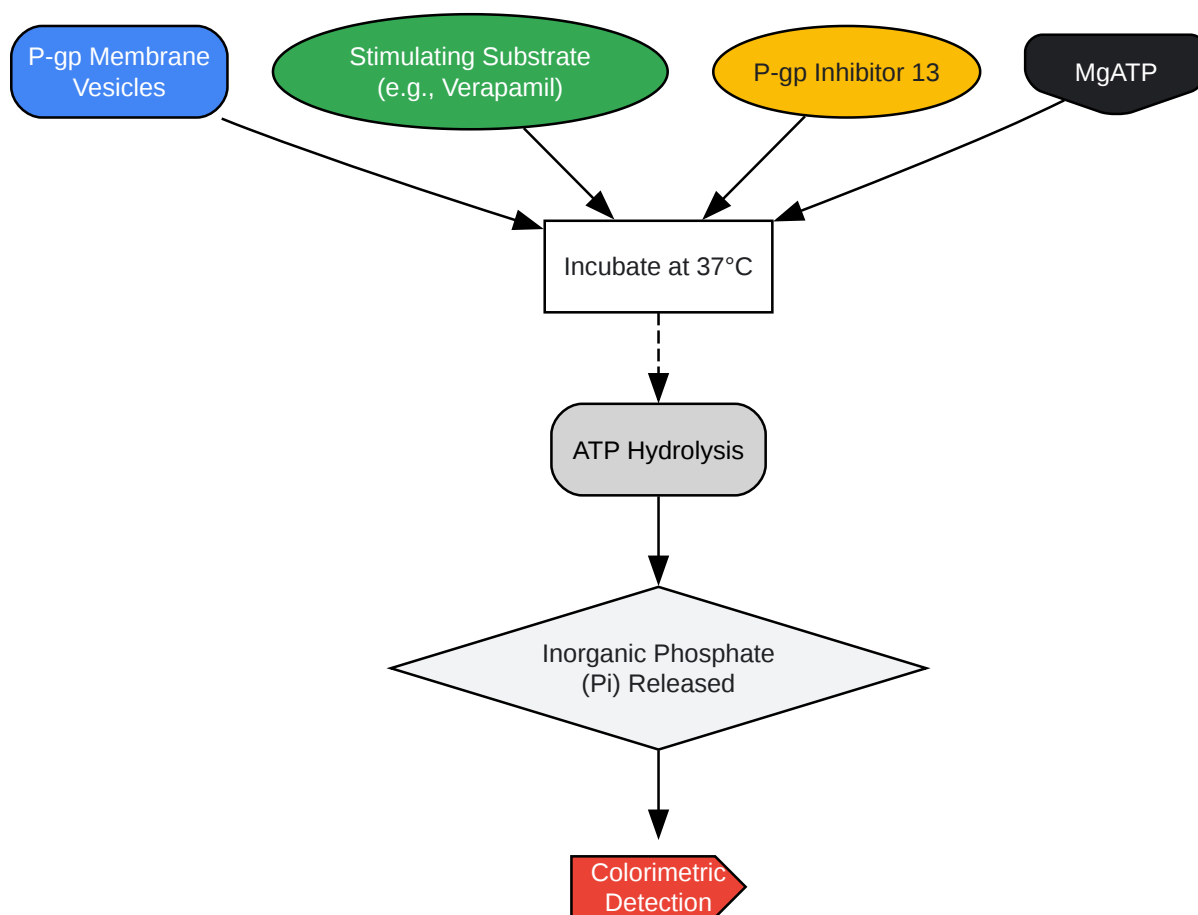 P-gp Membrane
Vesicles
Stimulating Substrate
(e.g., Verapamil)
P-gp Inhibitor 13
MgATP
Incubate at 37°C
ATP Hydrolysis
Inorganic Phosphate
(Pi) Released
Colorimetric
Detection